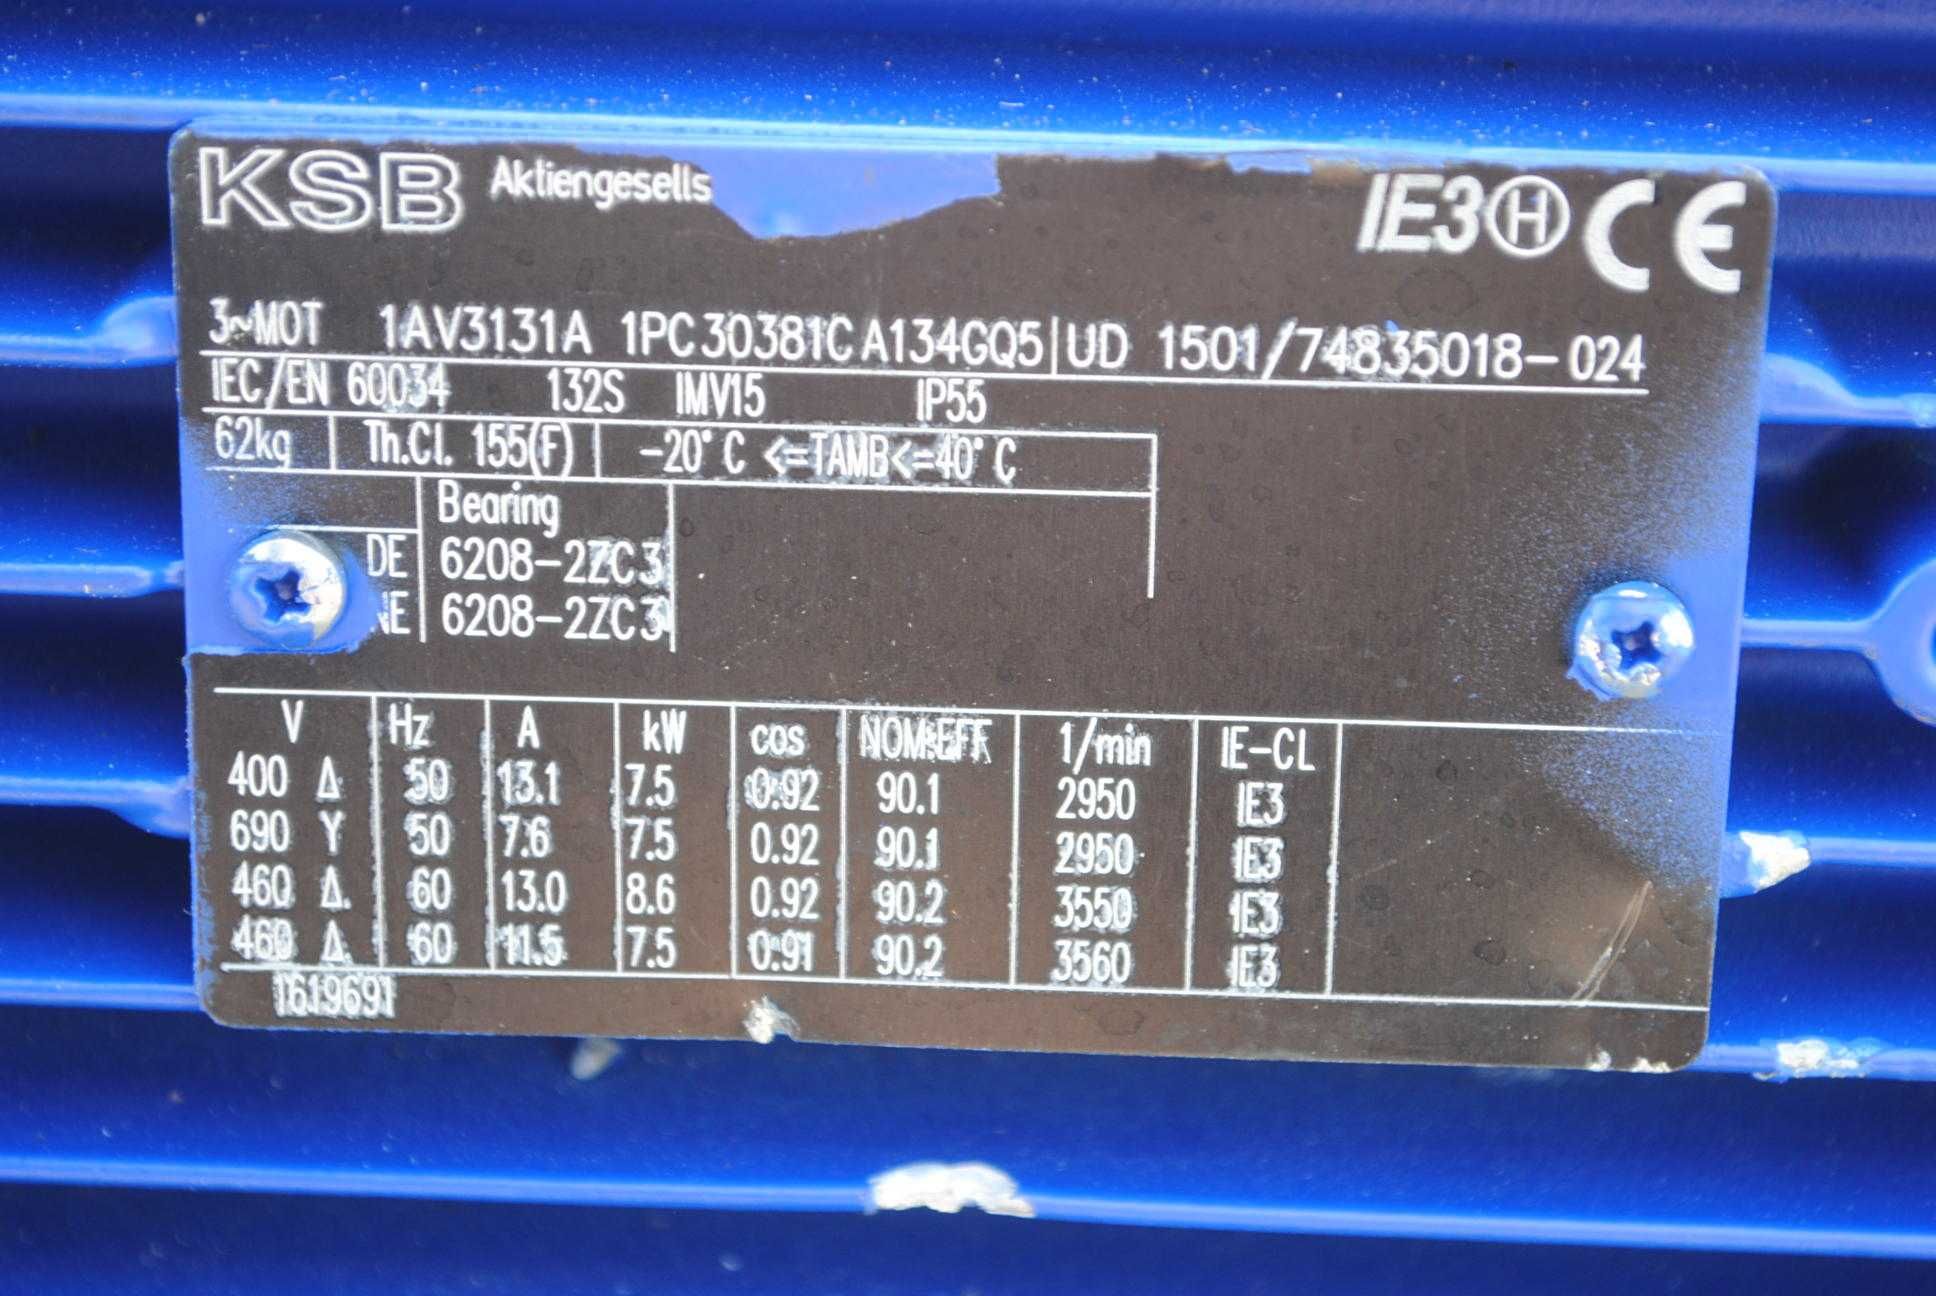 KSB Aktiengesells IE3 H CE
3~MOT 1AV3131A 1PC30381CA134GQ5 UD 1501/74835018-024
IEC/EN 60034 132S IMV15 IP55
62kg Th.Cl. 155(F) -20°C <=TAMB<=40°C
Bearing
DE 6208-2ZC3
NE 6208-2ZC3
V Hz A kW cos NOM.EFF 1/min IE-CL
400 Δ 50 13.1 7.5 0.92 90.1 2950 IE3
690 Y 50 7.6 7.5 0.92 90.1 2950 IE3
460 Δ 60 13.0 8.6 0.92 90.2 3550 IE3
460 Δ 60 11.5 7.5 0.91 90.2 3560 IE3
1619691